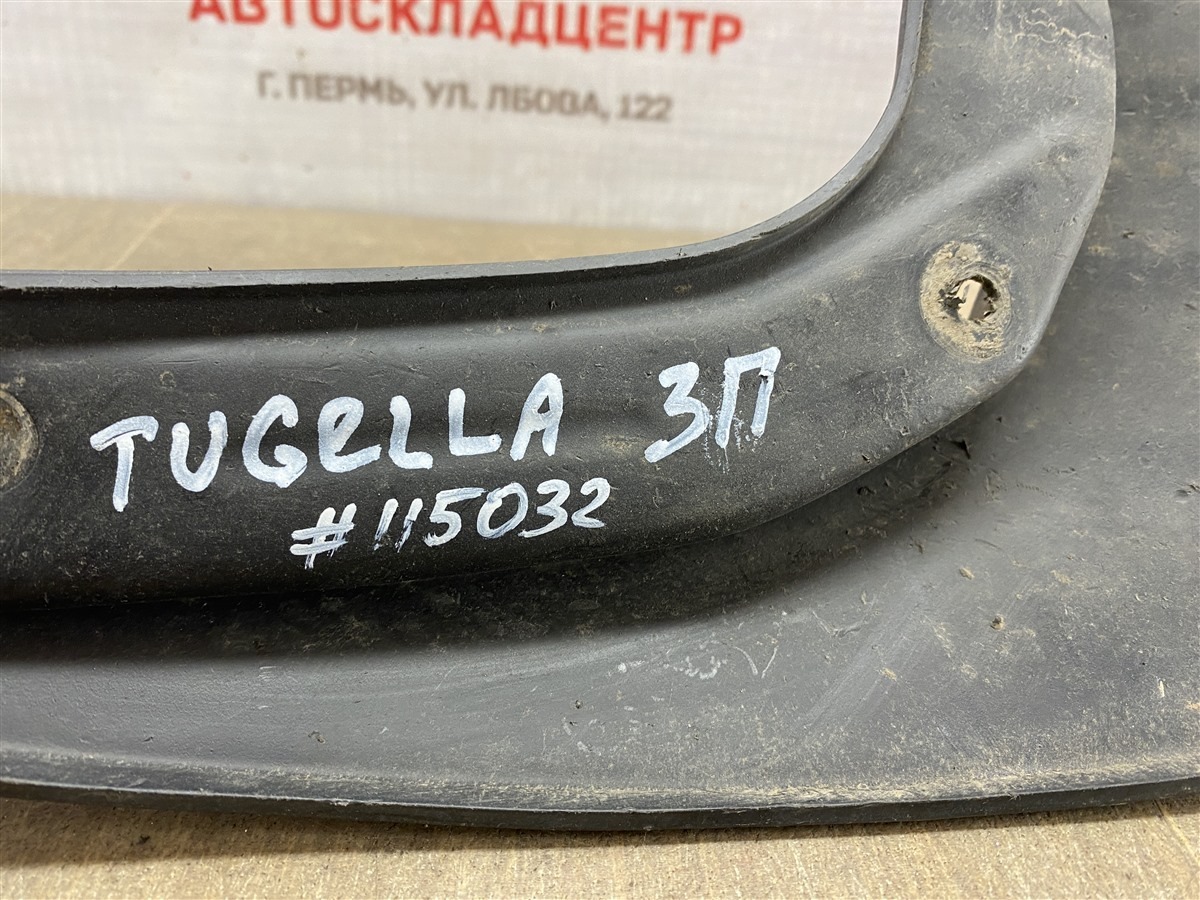 АВТОСКЛАДЦЕНТР
Г. ПЕРМЬ, УЛ. ЛБОВА, 122
TUGELLA ЗП
#115032